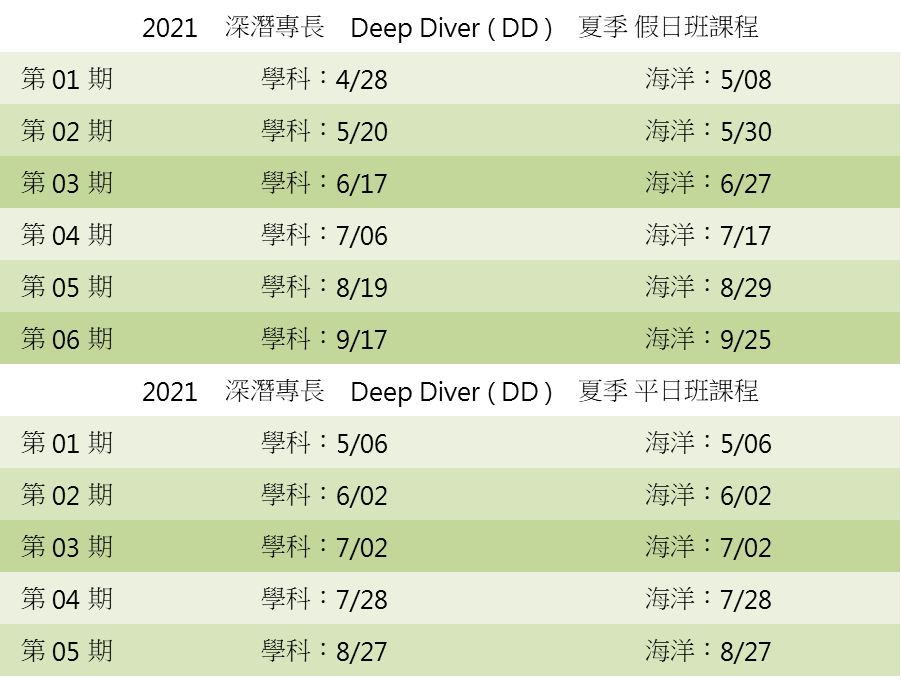 2021 深潛專長 Deep Diver ( DD ) 夏季 假日班課程
第 01 期 學科：4/28 海洋：5/08
第 02 期 學科：5/20 海洋：5/30
第 03 期 學科：6/17 海洋：6/27
第 04 期 學科：7/06 海洋：7/17
第 05 期 學科：8/19 海洋：8/29
第 06 期 學科：9/17 海洋：9/25
2021 深潛專長 Deep Diver ( DD ) 夏季 平日班課程
第 01 期 學科：5/06 海洋：5/06
第 02 期 學科：6/02 海洋：6/02
第 03 期 學科：7/02 海洋：7/02
第 04 期 學科：7/28 海洋：7/28
第 05 期 學科：8/27 海洋：8/27